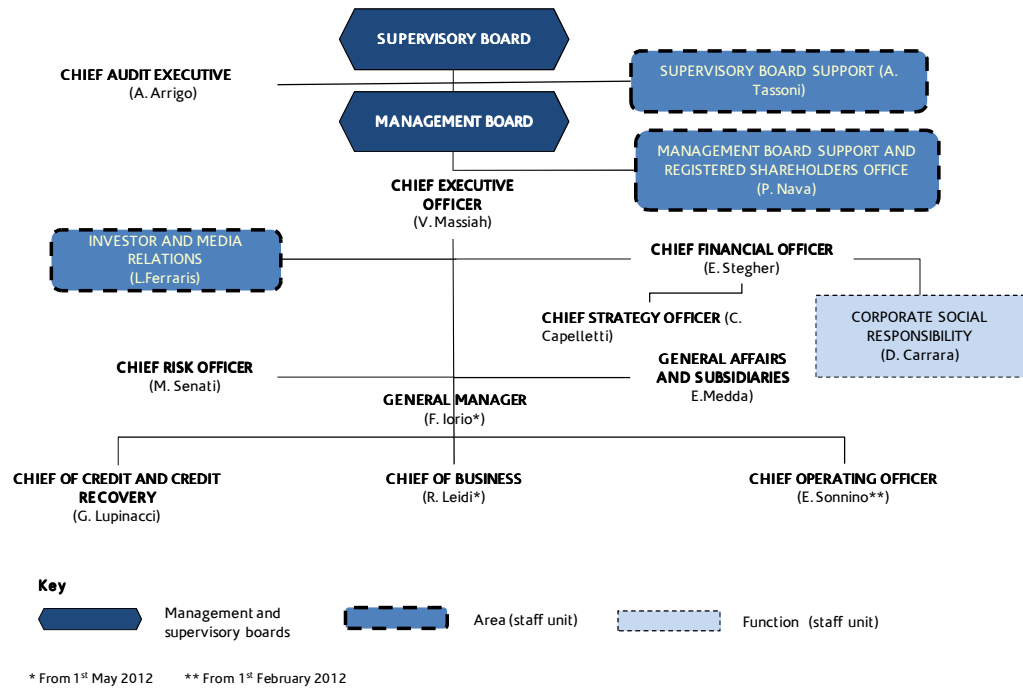 SUPERVISORY BOARD
CHIEF AUDIT EXECUTIVE
(A. Arrigo)
SUPERVISORY BOARD SUPPORT (A.
Tassoni)
MANAGEMENT BOARD
MANAGEMENT BOARD SUPPORT AND
REGISTERED SHAREHOLDERS OFFICE
(P. Nava)
CHIEF EXECUTIVE
OFFICER
(V. Massiah)
INVESTOR AND MEDIA
RELATIONS
(L.Ferraris)
CHIEF FINANCIAL OFFICER
(E. Stegher)
CHIEF STRATEGY OFFICER (C.
Capelletti)
CORPORATE SOCIAL
RESPONSIBILITY
(D. Carrara)
CHIEF RISK OFFICER
(M. Senati)
GENERAL AFFAIRS
AND SUBSIDIARIES
E.Medda)
GENERAL MANAGER
(F. Iorio*)
CHIEF OF CREDIT AND CREDIT
RECOVERY
(G. Lupinacci)
CHIEF OF BUSINESS
(R. Leidi*)
CHIEF OPERATING OFFICER
(E. Sonnino**)
Key
Management and
supervisory boards
Area (staff unit)
Function (staff unit)
* From 1st May 2012 ** From 1st February 2012